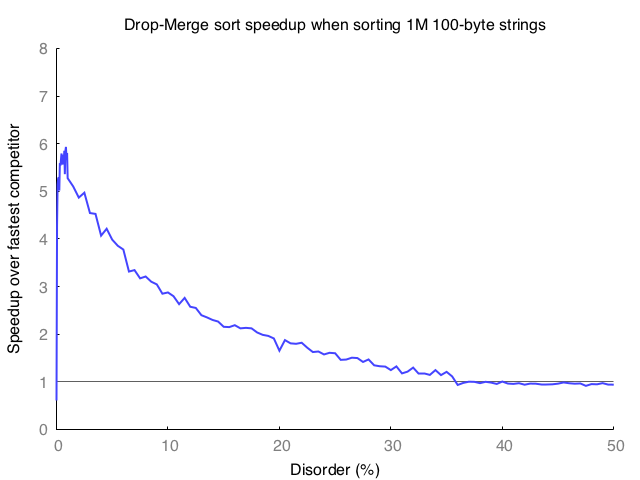 Drop-Merge sort speedup when sorting 1M 100-byte strings
8
7
6
5
4
3
2
1
0
Speedup over fastest competitor
0 10 20 30 40 50
Disorder (%)